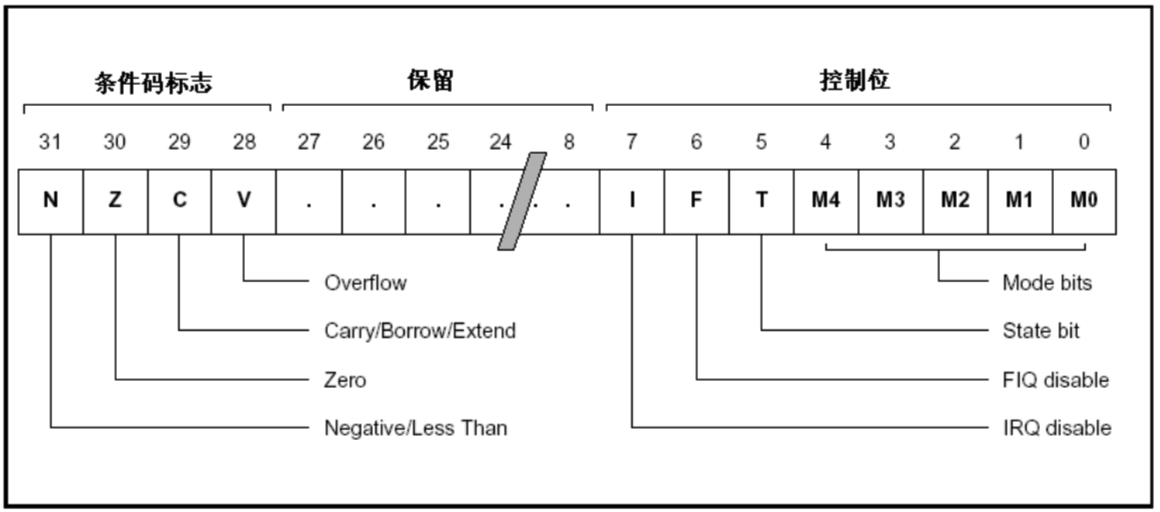 条件码标志 保留 控制位
31 30 29 28 27 26 25 24 8 7 6 5 4 3 2 1 0
N Z C V . . . . . . I F T M4 M3 M2 M1 M0
Overflow Mode bits
Carry/Borrow/Extend State bit
Zero FIQ disable
Negative/Less Than IRQ disable